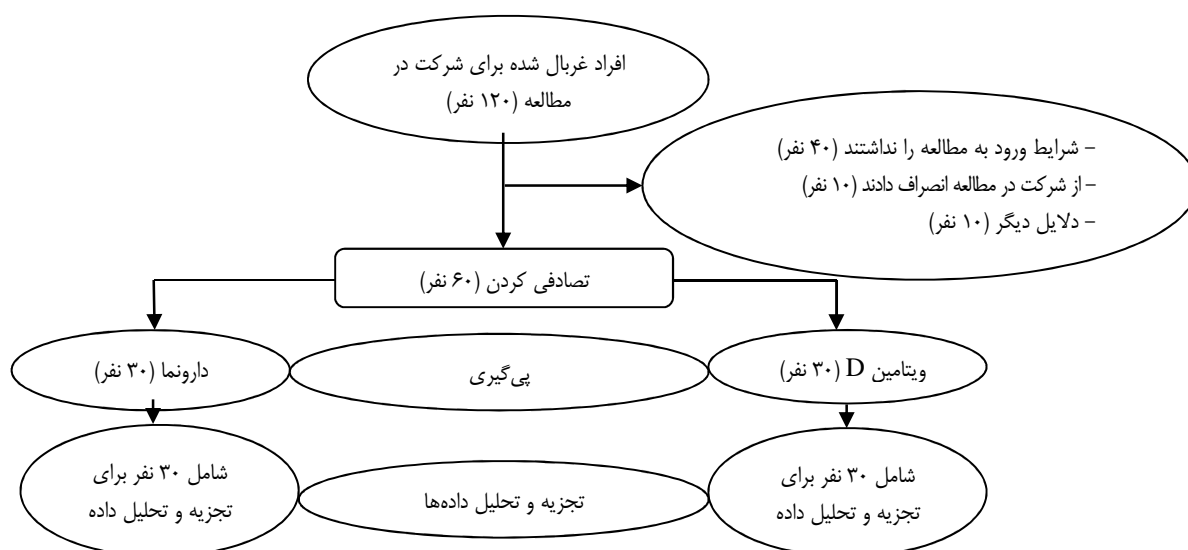 افراد غربال شده برای شرکت در
مطالعه (۱۲۰ نفر)
– شرایط ورود به مطالعه را نداشتند (۴۰ نفر)
– از شرکت در مطالعه انصراف دادند (۱۰ نفر)
– دلایل دیگر (۱۰ نفر)
تصادفی کردن (۶۰ نفر)
ویتامین D (۳۰ نفر)
پی‌گیری
دارونما (۳۰ نفر)
شامل ۳۰ نفر برای
تجزیه و تحلیل داده
تجزیه و تحلیل داده‌ها
شامل ۳۰ نفر برای
تجزیه و تحلیل داده